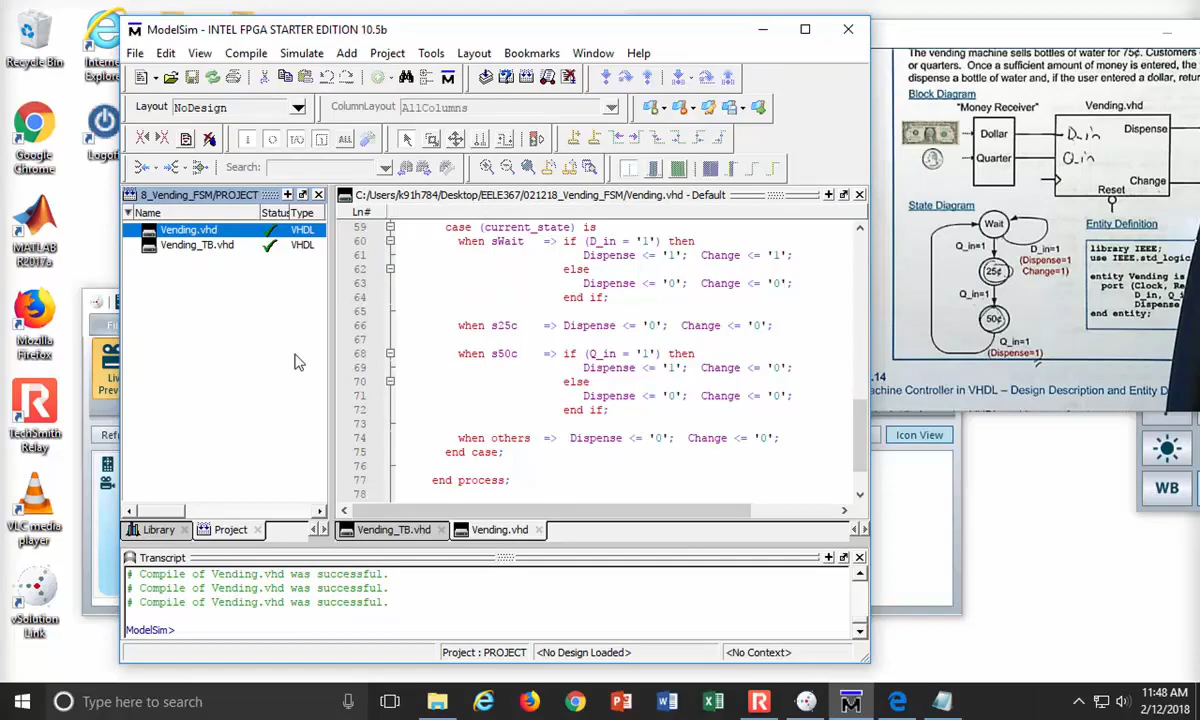 Recycle Bin
Google Chrome
MATLAB R2017a
Mozilla Firefox
TechSmith Relay
VLC media player
vSolution Link
Logoff
ModelSim - INTEL FPGA STARTER EDITION 10.5b
File Edit View Compile Simulate Add Project Tools Layout Bookmarks Window Help
Layout NoDesign ColumnLayout AllColumns
Search:
8_Vending_FSM/PROJECT
Name Status Type
Vending.vhd VHDL
Vending_TB.vhd VHDL
Library Project
C:/Users/k91h784/Desktop/EELE367/021218_Vending_FSM/Vending.vhd - Default
Ln#
59 case (current_state) is
60 when sWait => if (D_in = '1') then
61 Dispense <= '1'; Change <= '1';
62 else
63 Dispense <= '0'; Change <= '0';
64 end if;
65
66 when s25c => Dispense <= '0'; Change <= '0';
67
68 when s50c => if (Q_in = '1') then
69 Dispense <= '1'; Change <= '0';
70 else
71 Dispense <= '0'; Change <= '0';
72 end if;
73
74 when others => Dispense <= '0'; Change <= '0';
75 end case;
76
77 end process;
78
Vending_TB.vhd Vending.vhd
Transcript
# Compile of Vending.vhd was successful.
# Compile of Vending.vhd was successful.
# Compile of Vending.vhd was successful.
ModelSim>
Project : PROJECT <No Design Loaded> <No Context>
The vending machine sells bottles of water for 75¢. Customers
or quarters. Once a sufficient amount of money is entered, the
dispense a bottle of water and, if the user entered a dollar,
Block Diagram
"Money Receiver" Vending.vhd
Dollar D_in Dispense
Quarter Q_in
Change
Reset
State Diagram
Entity Definition
Wait
Q_in=1
D_in=1
(Dispense=1
Change=1)
25¢
Q_in=1
50¢
Q_in=1
(Dispense=1)
library IEEE;
use IEEE.std_logic
entity Vending is
port (Clock,
D_in, Q_in
Dispense
end entity;
.14
in VHDL – Design Description and Entity
Icon View
WB
Type here to search
11:48 AM
2/12/2018